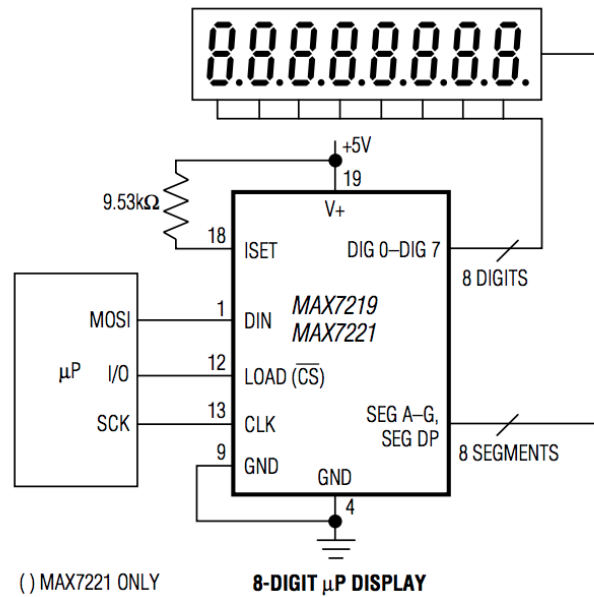 8.8.8.8.8.8.8.8.
+5V
19
V+
9.53kΩ
18
ISET
DIG 0–DIG 7
8 DIGITS
MAX7219
MAX7221
MOSI
1
DIN
µP
I/O
12
LOAD (C̅S̅)
SCK
13
CLK
SEG A–G,
SEG DP
8 SEGMENTS
9
GND
GND
4
( ) MAX7221 ONLY
8-DIGIT µP DISPLAY